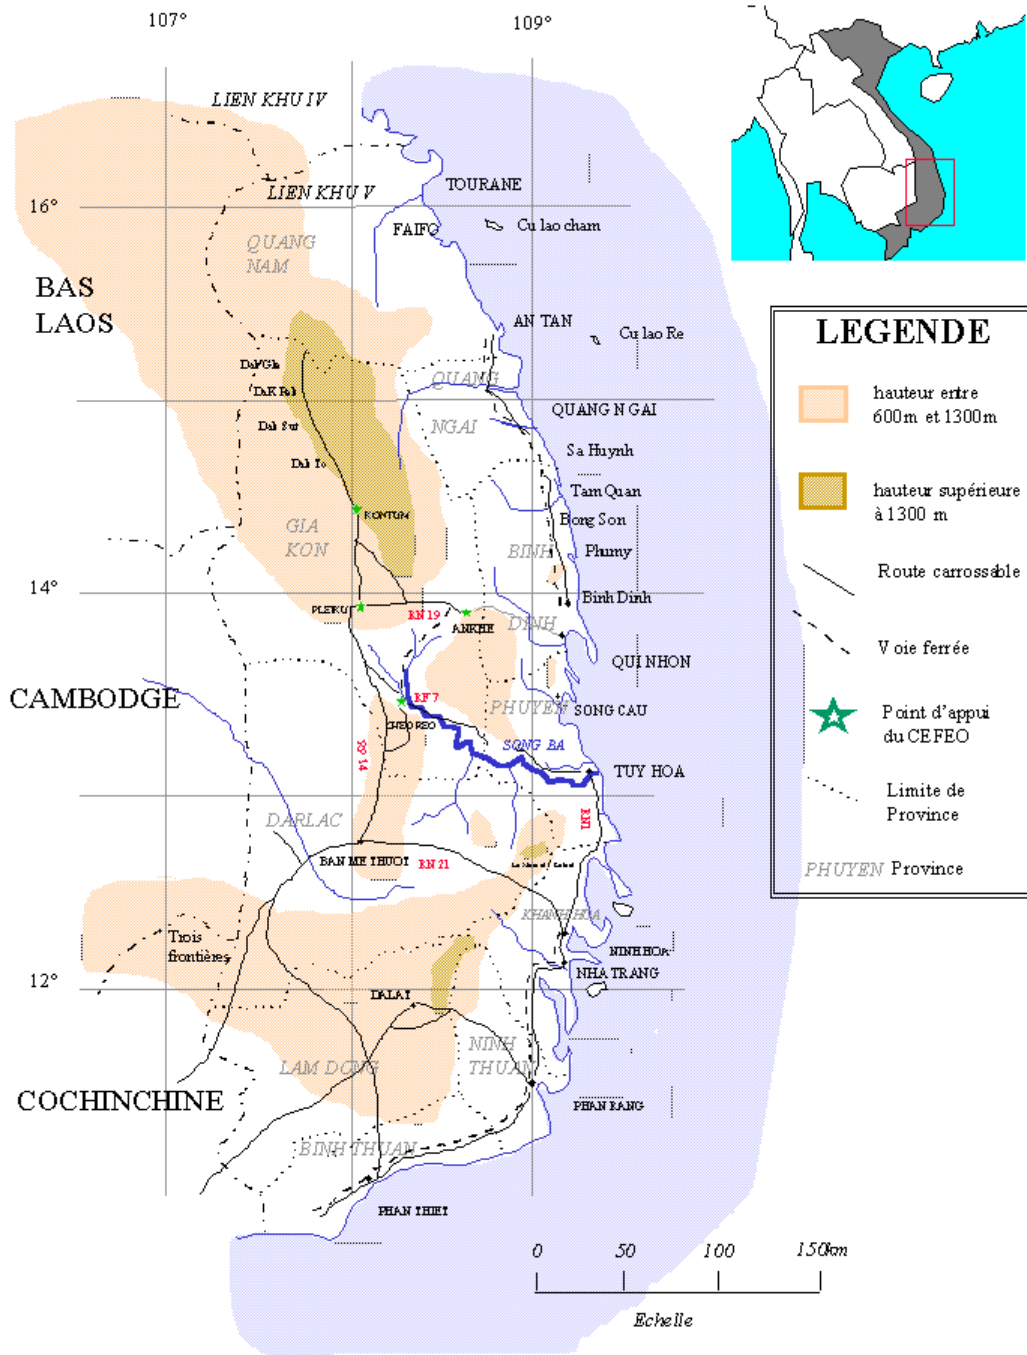 107°
109°
LIEN KHU IV
LIEN KHU V
TOURANE
16°
FAIFO
Cu lao cham
QUANG
NAM
BAS
LAOS
AN TAN
Cu lao Re
QUANG
NGAI
QUANG NGAI
Sa Huynh
Dak To
Tam Quan
KONTUM
Bong Son
GIA
KON
BINH
Phumy
14°
PLEIKU
RN 19
ANKHE
DINH
Binh Dinh
QUI NHON
CAMBODGE
RF 7
PHUYEN
SONG CAU
CHEO REO
SONG BA
TUY HOA
DARLAC
RN1
BAN ME THUOT
RN 21
KHANH HOA
Trois
frontières
NINH HOA
NHA TRANG
12°
DALAT
NINH
THUAN
LAM DONG
COCHINCHINE
PHAN RANG
BINH THUAN
PHAN THIET
LEGENDE
hauteur entre
600m et 1300m
hauteur supérieure
à 1300 m
Route carrossable
Voie ferrée
Point d'appui
du CEFEO
Limite de
Province
PHUYEN Province
0 50 100 150km
Echelle